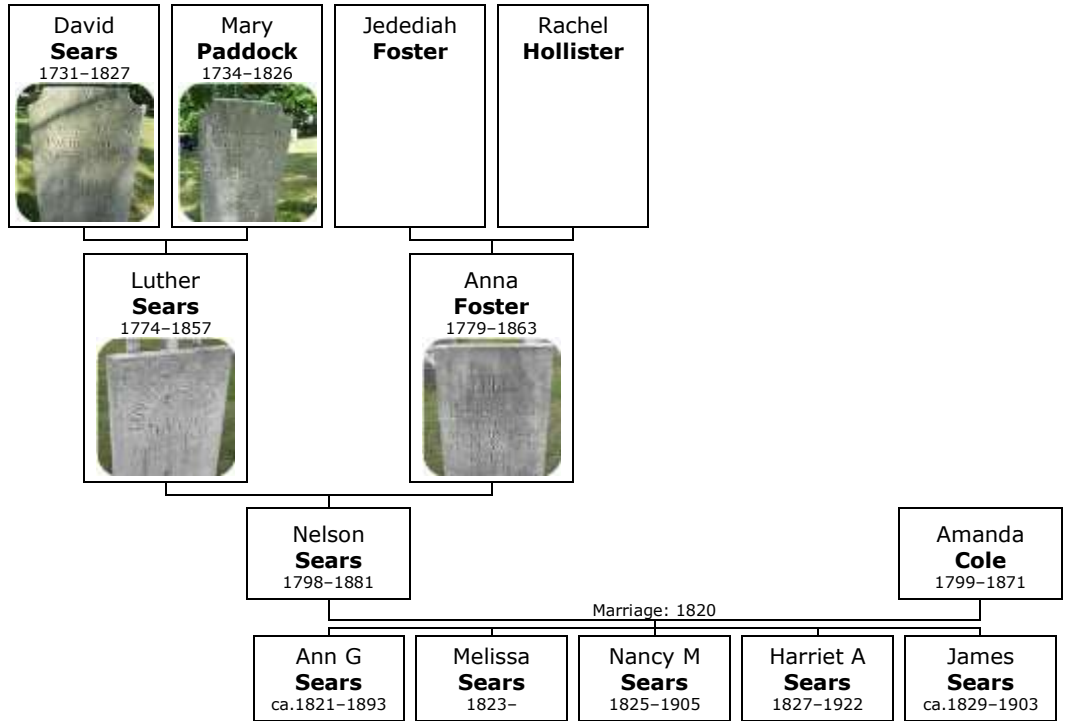 David
Sears
1731–1827
Mary
Paddock
1734–1826
Jedediah
Foster
Rachel
Hollister
Luther
Sears
1774–1857
Anna
Foster
1779–1863
Nelson
Sears
1798–1881
Amanda
Cole
1799–1871
Marriage: 1820
Ann G
Sears
ca.1821–1893
Melissa
Sears
1823–
Nancy M
Sears
1825–1905
Harriet A
Sears
1827–1922
James
Sears
ca.1829–1903